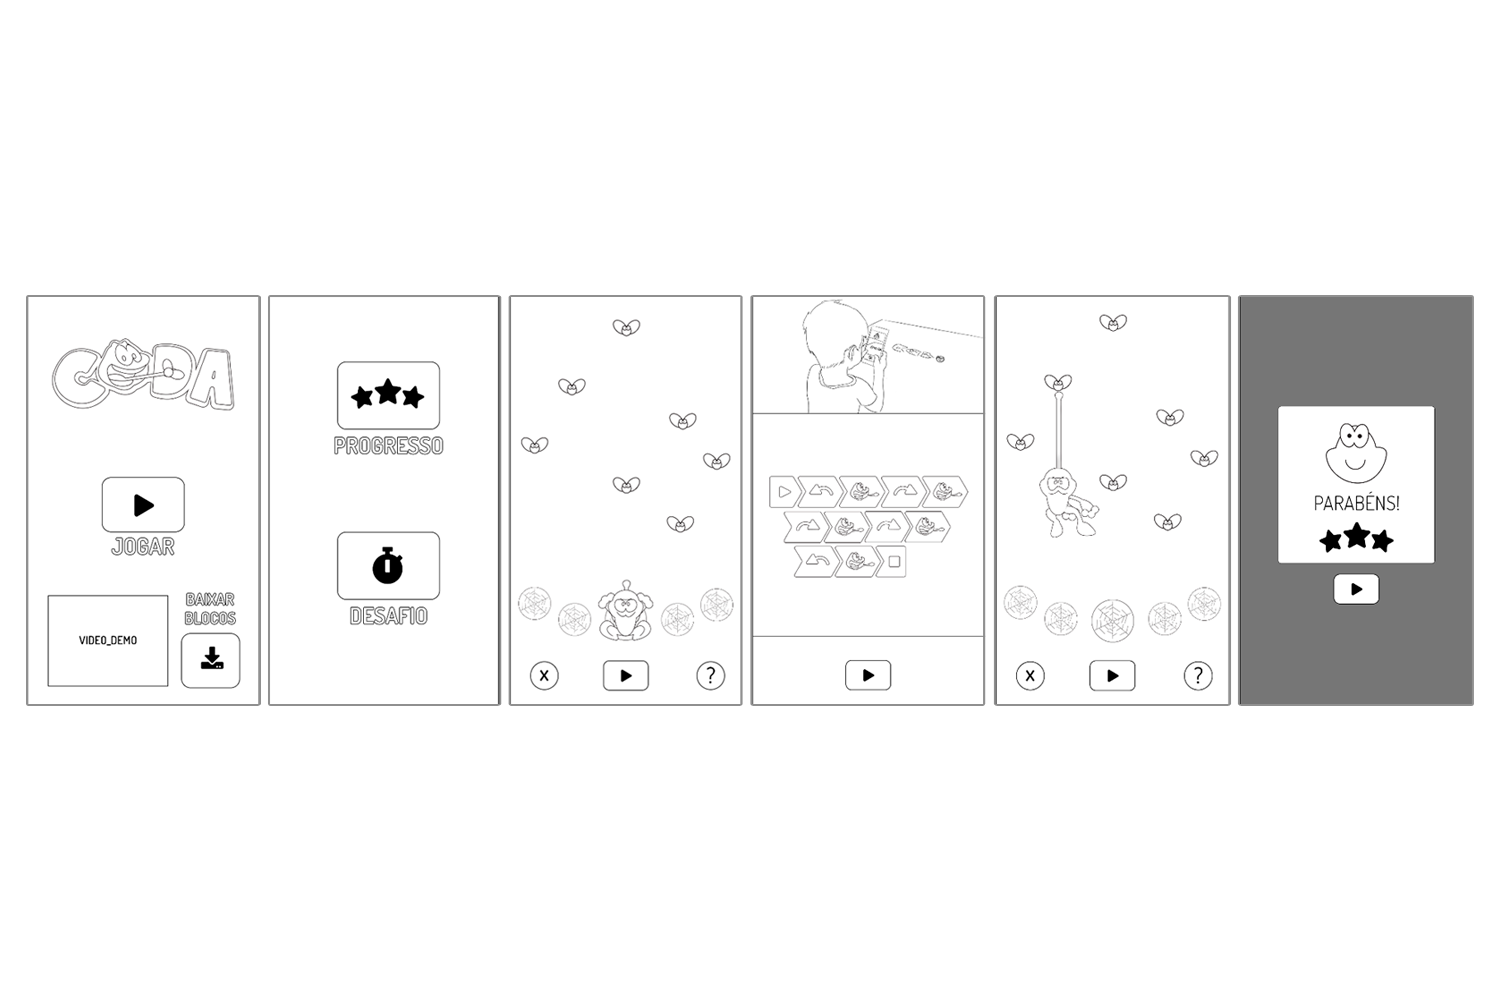 CODA
JOGAR
VIDEO_DEMO
BAIXAR
BLOCOS
PROGRESSO
DESAFIO
X
?
X
?
PARABÉNS!